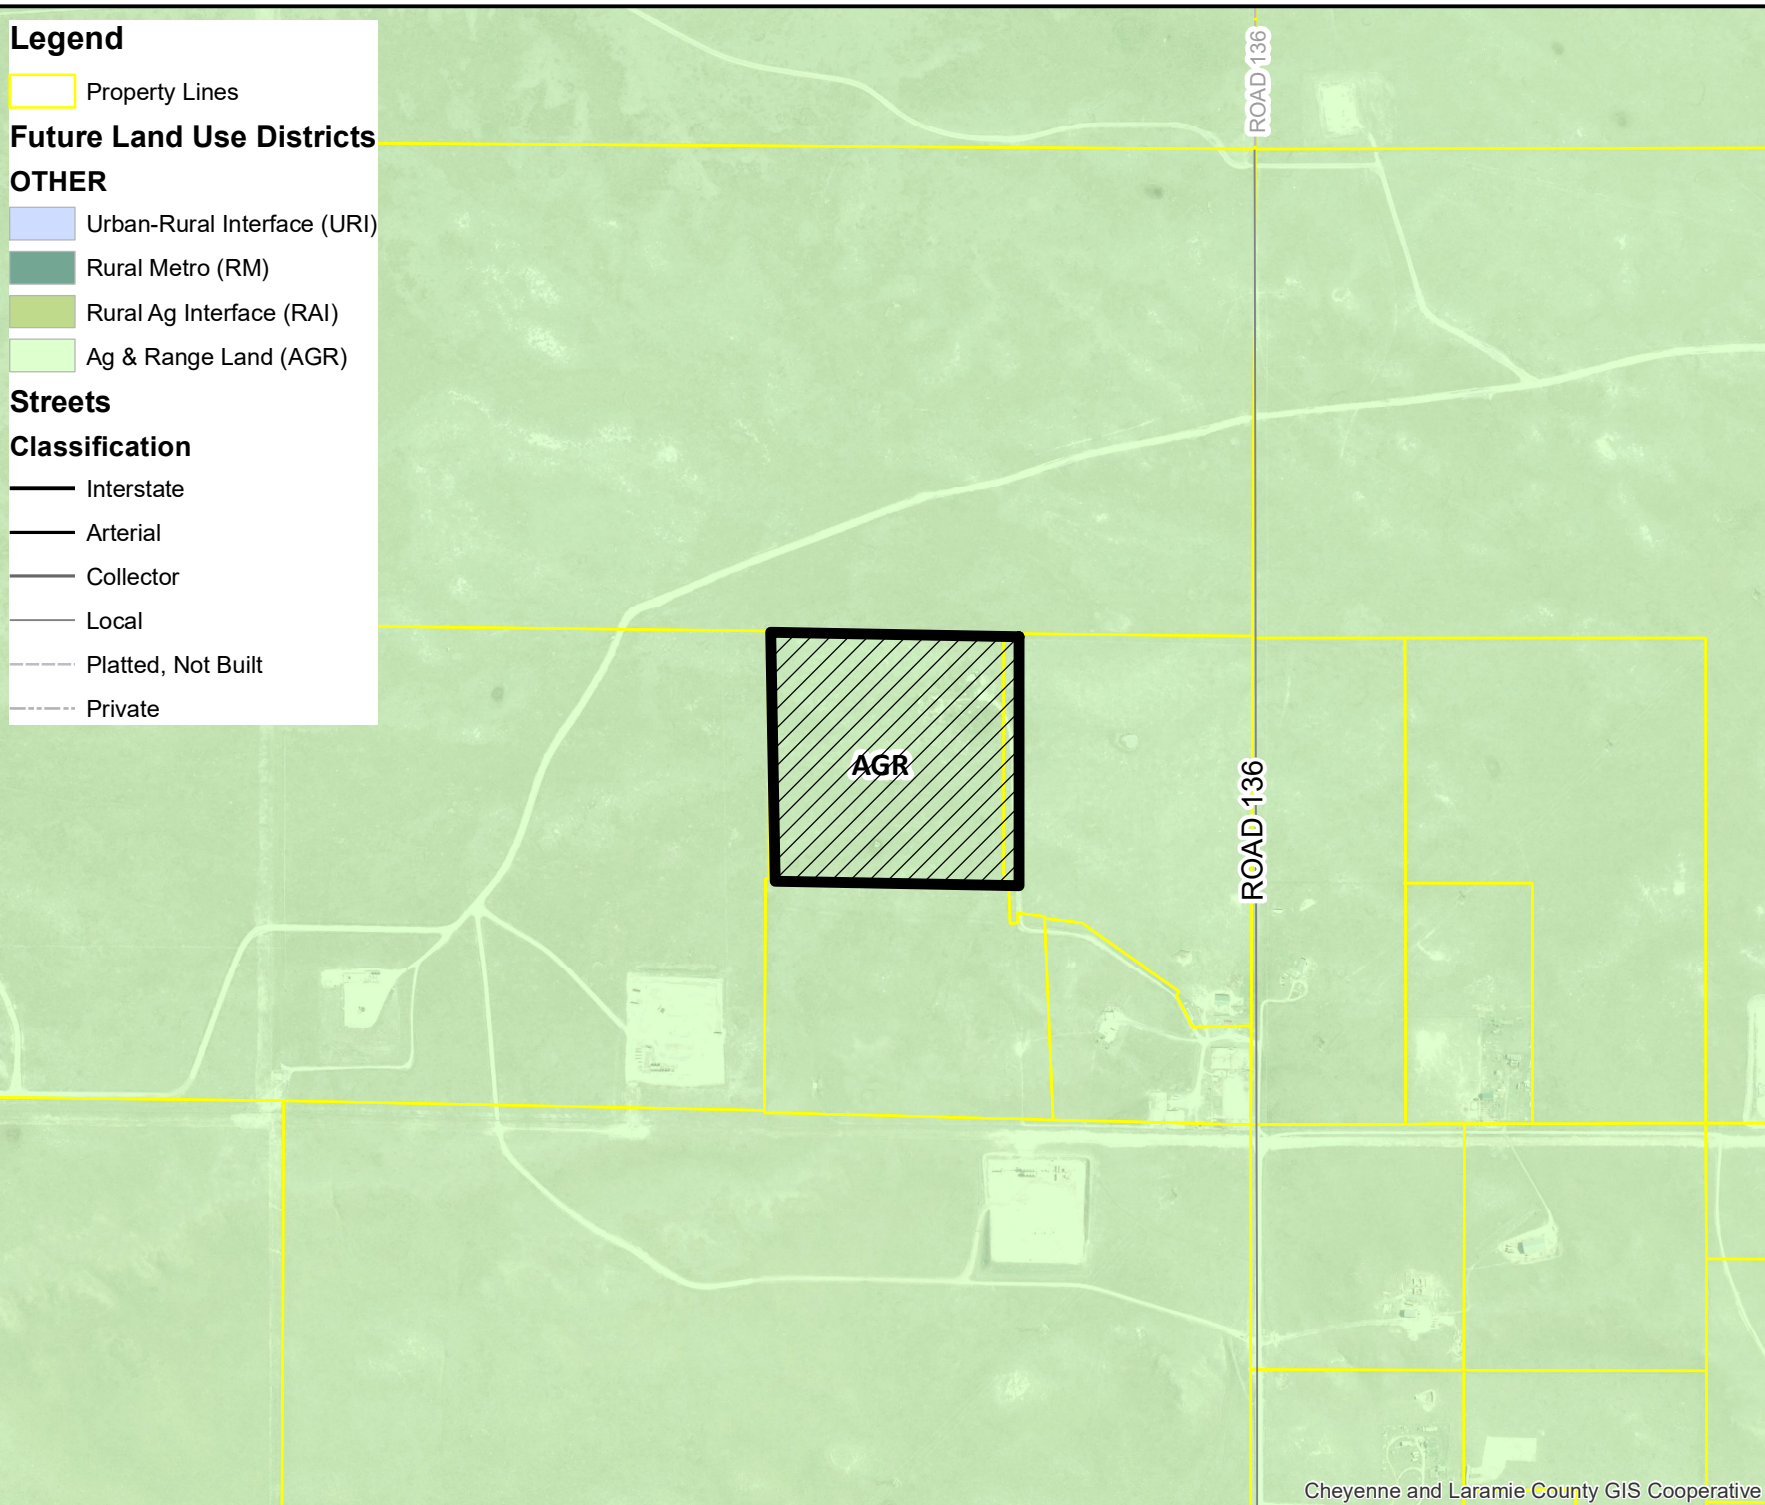 Legend
Property Lines
Future Land Use Districts
OTHER
Urban-Rural Interface (URI)
Rural Metro (RM)
Rural Ag Interface (RAI)
Ag & Range Land (AGR)
Streets
Classification
Interstate
Arterial
Collector
Local
Platted, Not Built
Private
ROAD 136
AGR
ROAD 136
Cheyenne and Laramie County GIS Cooperative